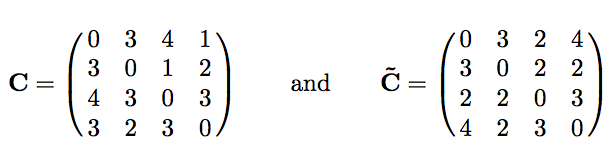 C = ( 0 3 4 1 ; 3 0 1 2 ; 4 3 0 3 ; 3 2 3 0 ) and C̃ = ( 0 3 2 4 ; 3 0 2 2 ; 2 2 0 3 ; 4 2 3 0 )